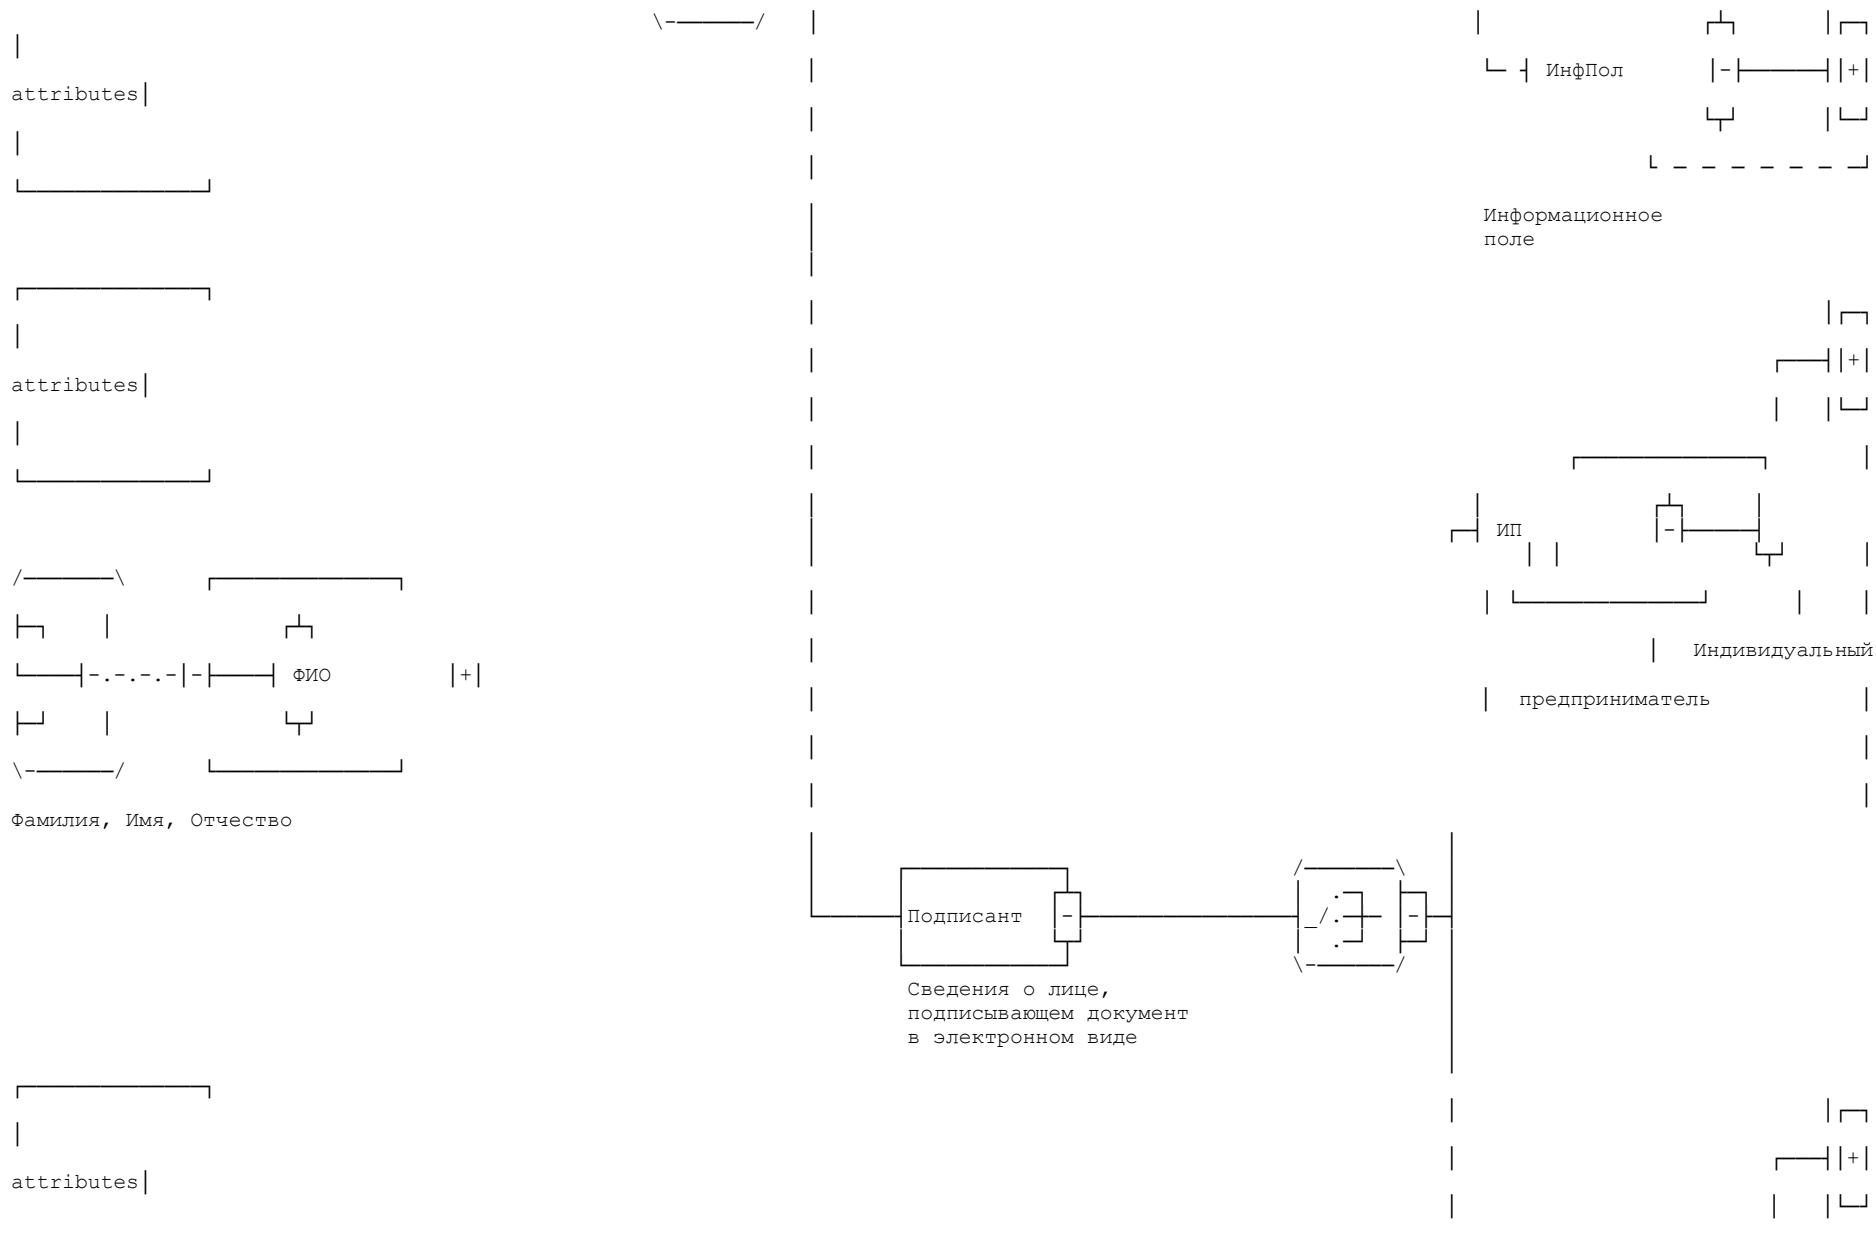 ИнфПол
attributes
Информационное
поле
attributes
ИП
Индивидуальный
ФИО
предприниматель
Фамилия, Имя, Отчество
Подписант
Сведения о лице,
подписывающем документ
в электронном виде
attributes